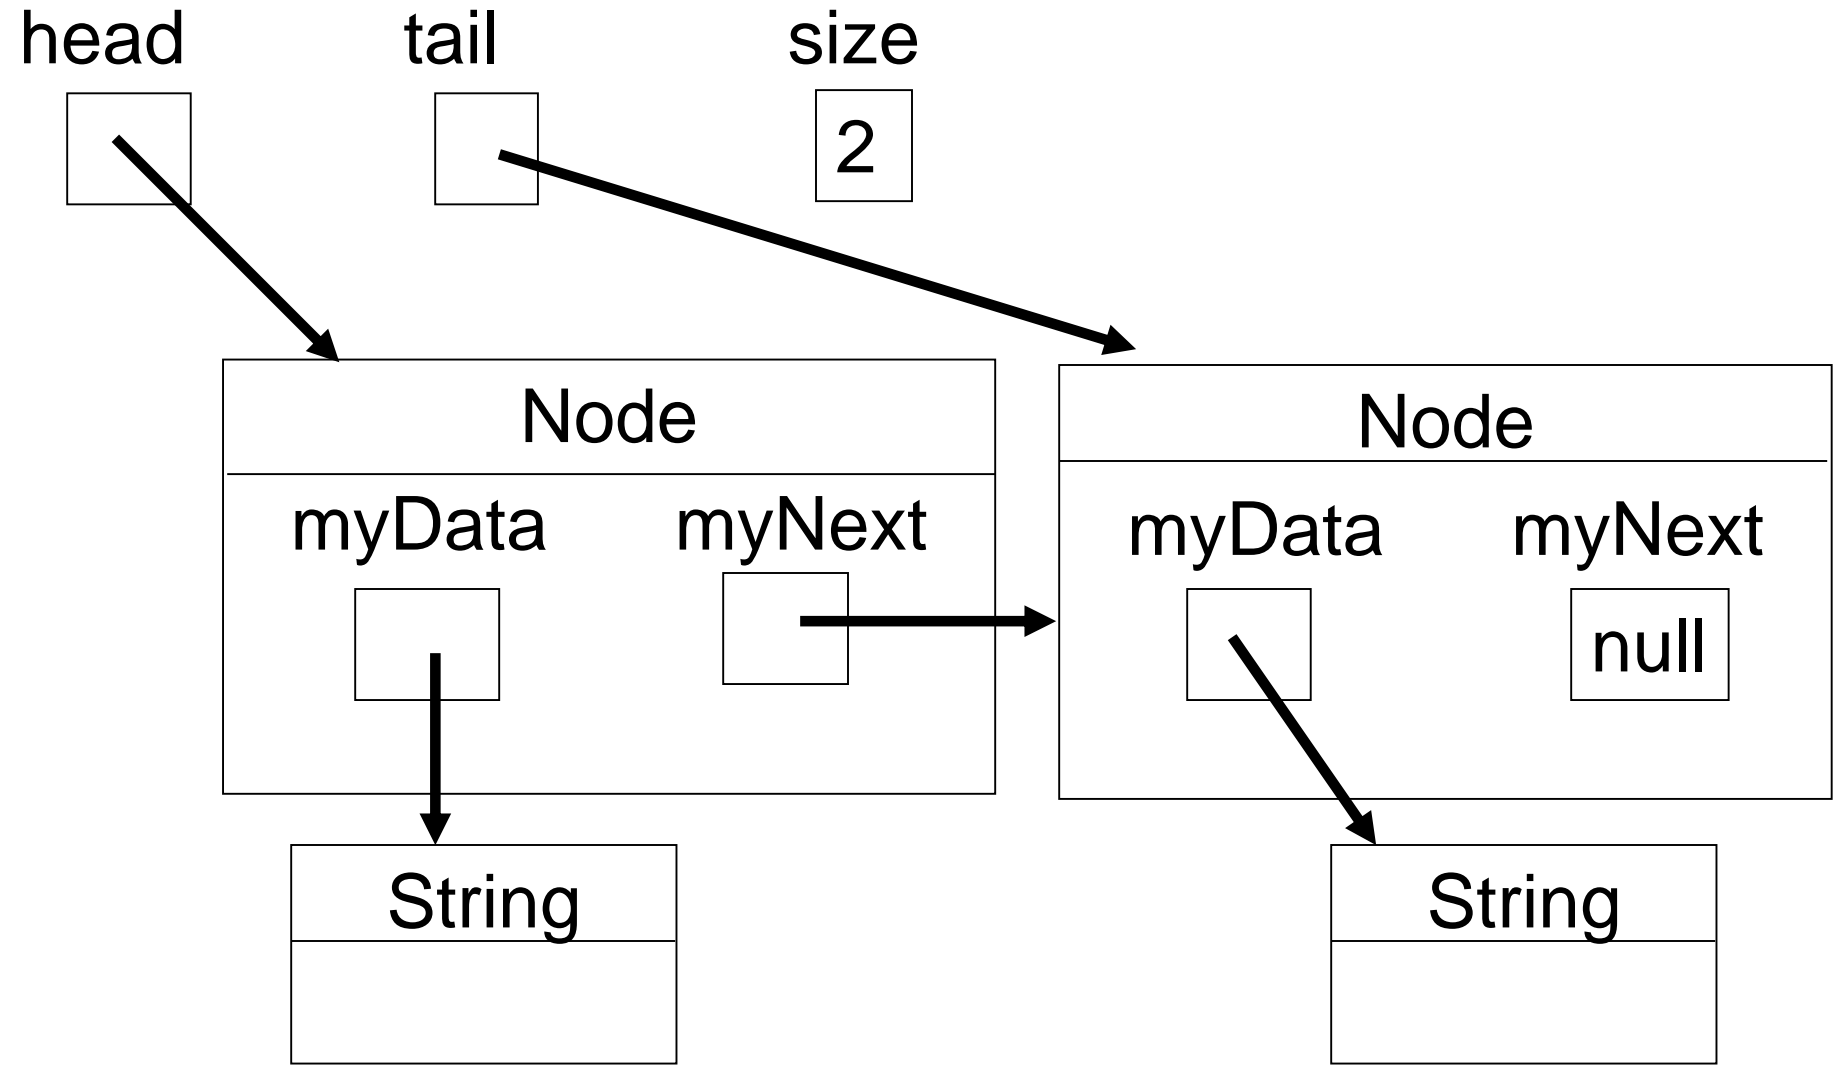 head tail size
2
Node Node
myData myNext myData myNext
null
String String